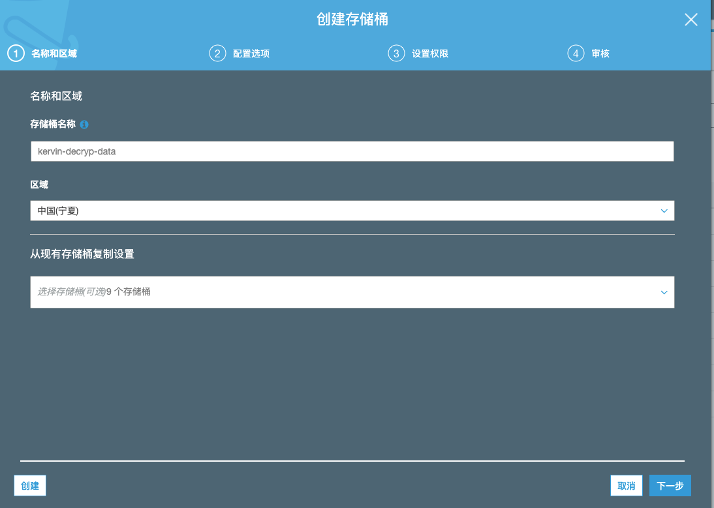 创建存储桶
1 名称和区域 2 配置选项 3 设置权限 4 审核
名称和区域
存储桶名称
kervin-decryp-data
区域
中国(宁夏)
从现有存储桶复制设置
选择存储桶(可选)9 个存储桶
创建 取消 下一步